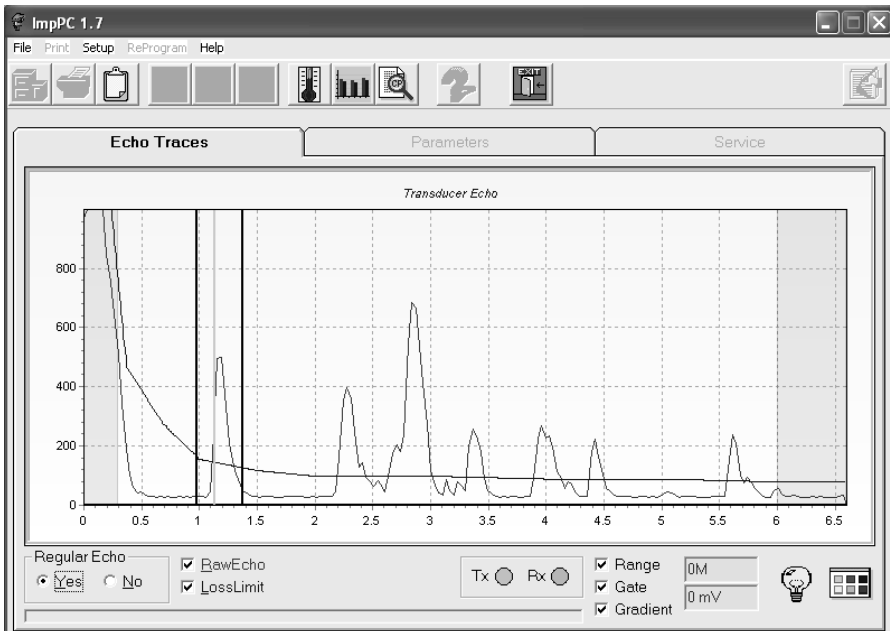 ImpPC 1.7
File Print Setup ReProgram Help
CP EXIT
Echo Traces Parameters Service
Transducer Echo
800
600
400
200
0
0 0.5 1 1.5 2 2.5 3 3.5 4 4.5 5 5.5 6 6.5
Regular Echo
Yes No
RawEcho
LossLimit
Tx Rx
Range 0M
Gate 0 mV
Gradient